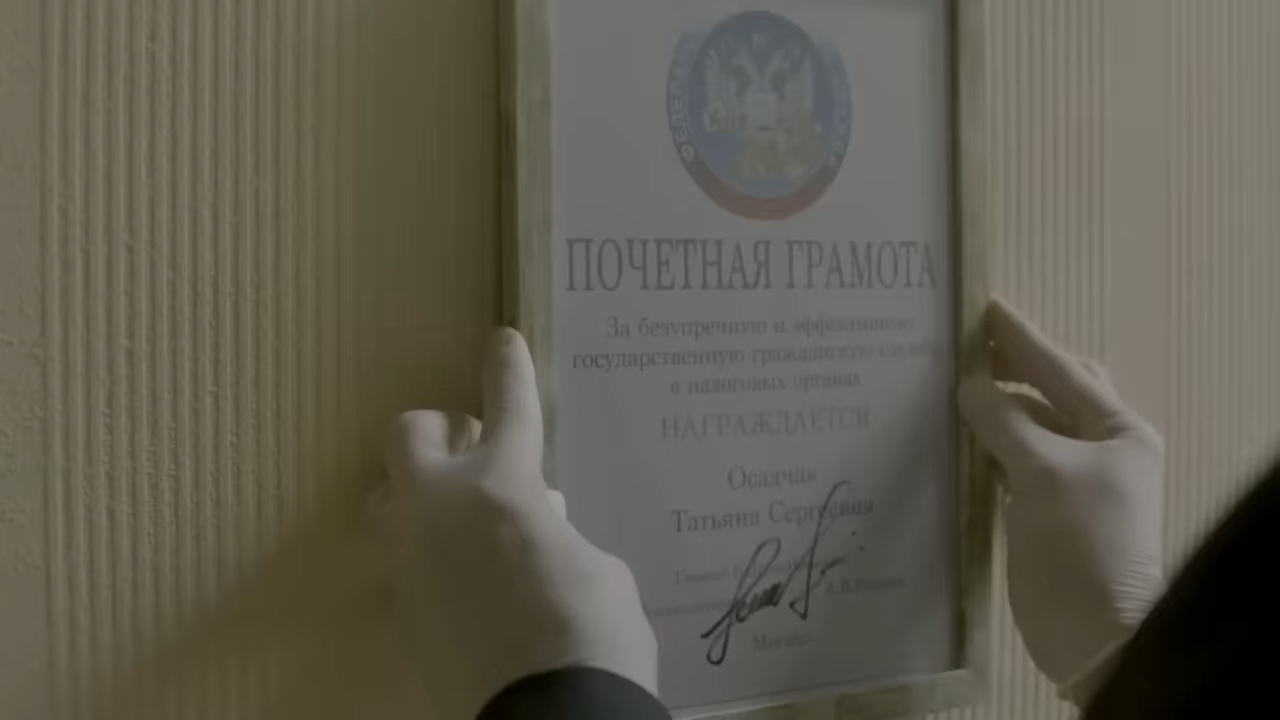 ПОЧЕТНАЯ ГРАМОТА
За безупречную и эффективную
государственную гражданскую службу
в налоговых органах
НАГРАЖДАЕТСЯ
Осадчая
Татьяна Сергеевна
Москва